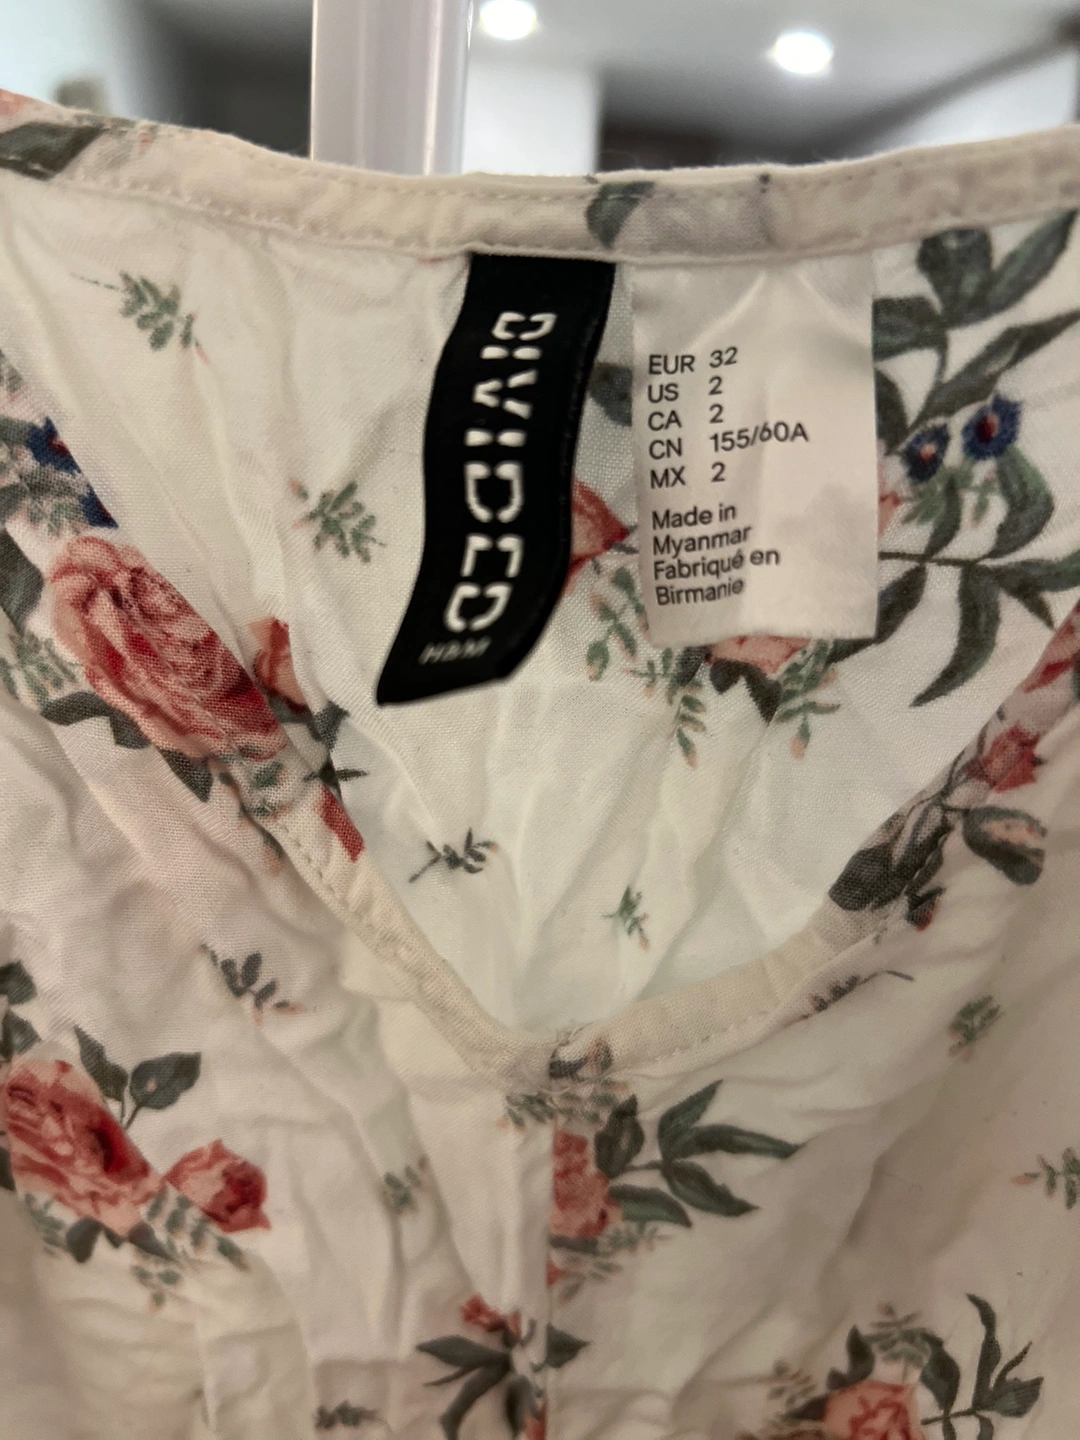 DIVIDED
H&M
EUR 32
US 2
CA 2
CN 155/60A
MX 2
Made in
Myanmar
Fabriqué en
Birmanie